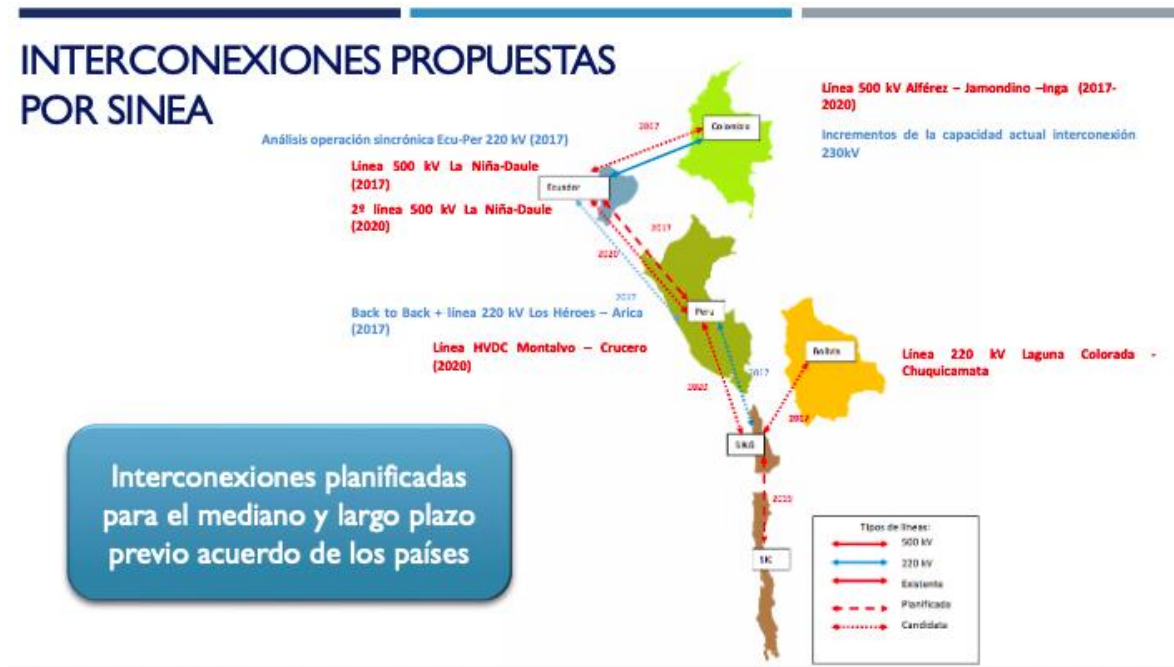 INTERCONEXIONES PROPUESTAS
POR SINEA
Línea 500 kV Alférez – Jamondino –Inga (2017-
2020)
Incrementos de la capacidad actual interconexión
230kV
Análisis operación sincrónica Ecu-Per 220 kV (2017)
Línea 500 kV La Niña-Daule
(2017)
2ª línea 500 kV La Niña-Daule
(2020)
2017
Colombia
Ecuador
2017
2020
2017
Back to Back + línea 220 kV Los Héroes – Arica
(2017)
Línea HVDC Montalvo – Crucero
(2020)
Peru
Bolivia
Línea 220 kV Laguna Colorada -
Chuquicamata
2017
2017
SING
SIC
Interconexiones planificadas
para el mediano y largo plazo
previo acuerdo de los países
Tipos de líneas:
500 kV
220 kV
Existente
Planificada
Candidata